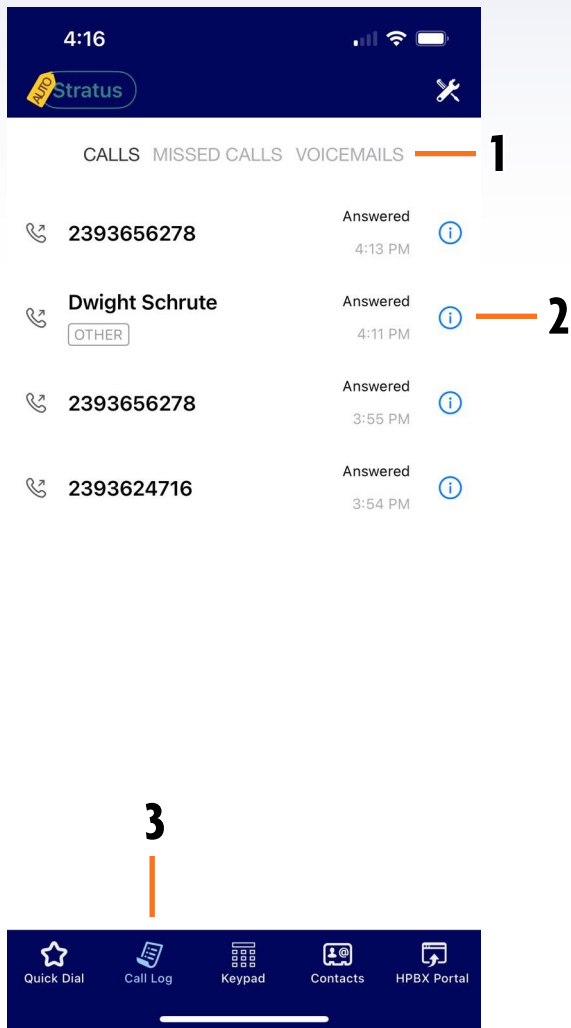 4:16
AUTO Stratus
CALLS MISSED CALLS VOICEMAILS
1
2393656278
Answered
4:13 PM
Dwight Schrute
OTHER
Answered
4:11 PM
2
2393656278
Answered
3:55 PM
2393624716
Answered
3:54 PM
3
Quick Dial Call Log Keypad Contacts HPBX Portal